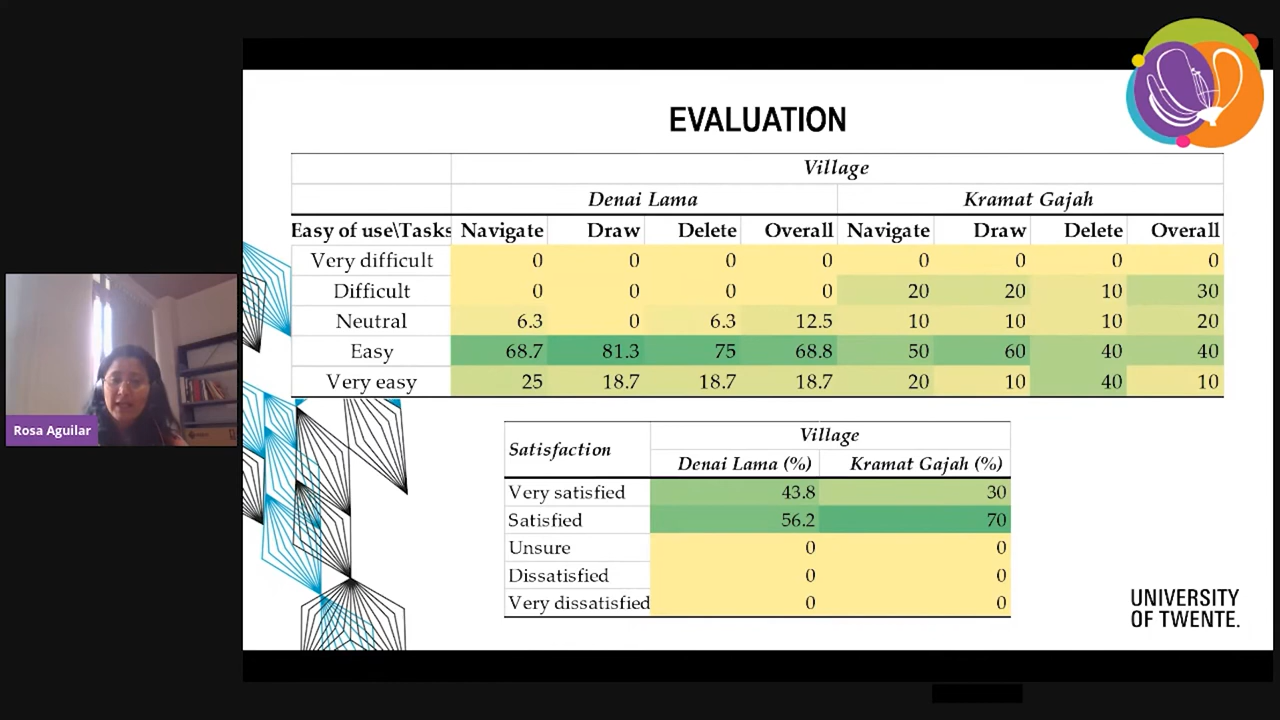 EVALUATION
Village
Denai Lama Kramat Gajah
Easy of use\Tasks Navigate Draw Delete Overall Navigate Draw Delete Overall
Very difficult 0 0 0 0 0 0 0 0
Difficult 0 0 0 0 20 20 10 30
Neutral 6.3 0 6.3 12.5 10 10 10 20
Easy 68.7 81.3 75 68.8 50 60 40 40
Very easy 25 18.7 18.7 18.7 20 10 40 10
Rosa Aguilar
Satisfaction Village
Denai Lama (%) Kramat Gajah (%)
Very satisfied 43.8 30
Satisfied 56.2 70
Unsure 0 0
Dissatisfied 0 0
Very dissatisfied 0 0
UNIVERSITY
OF TWENTE.